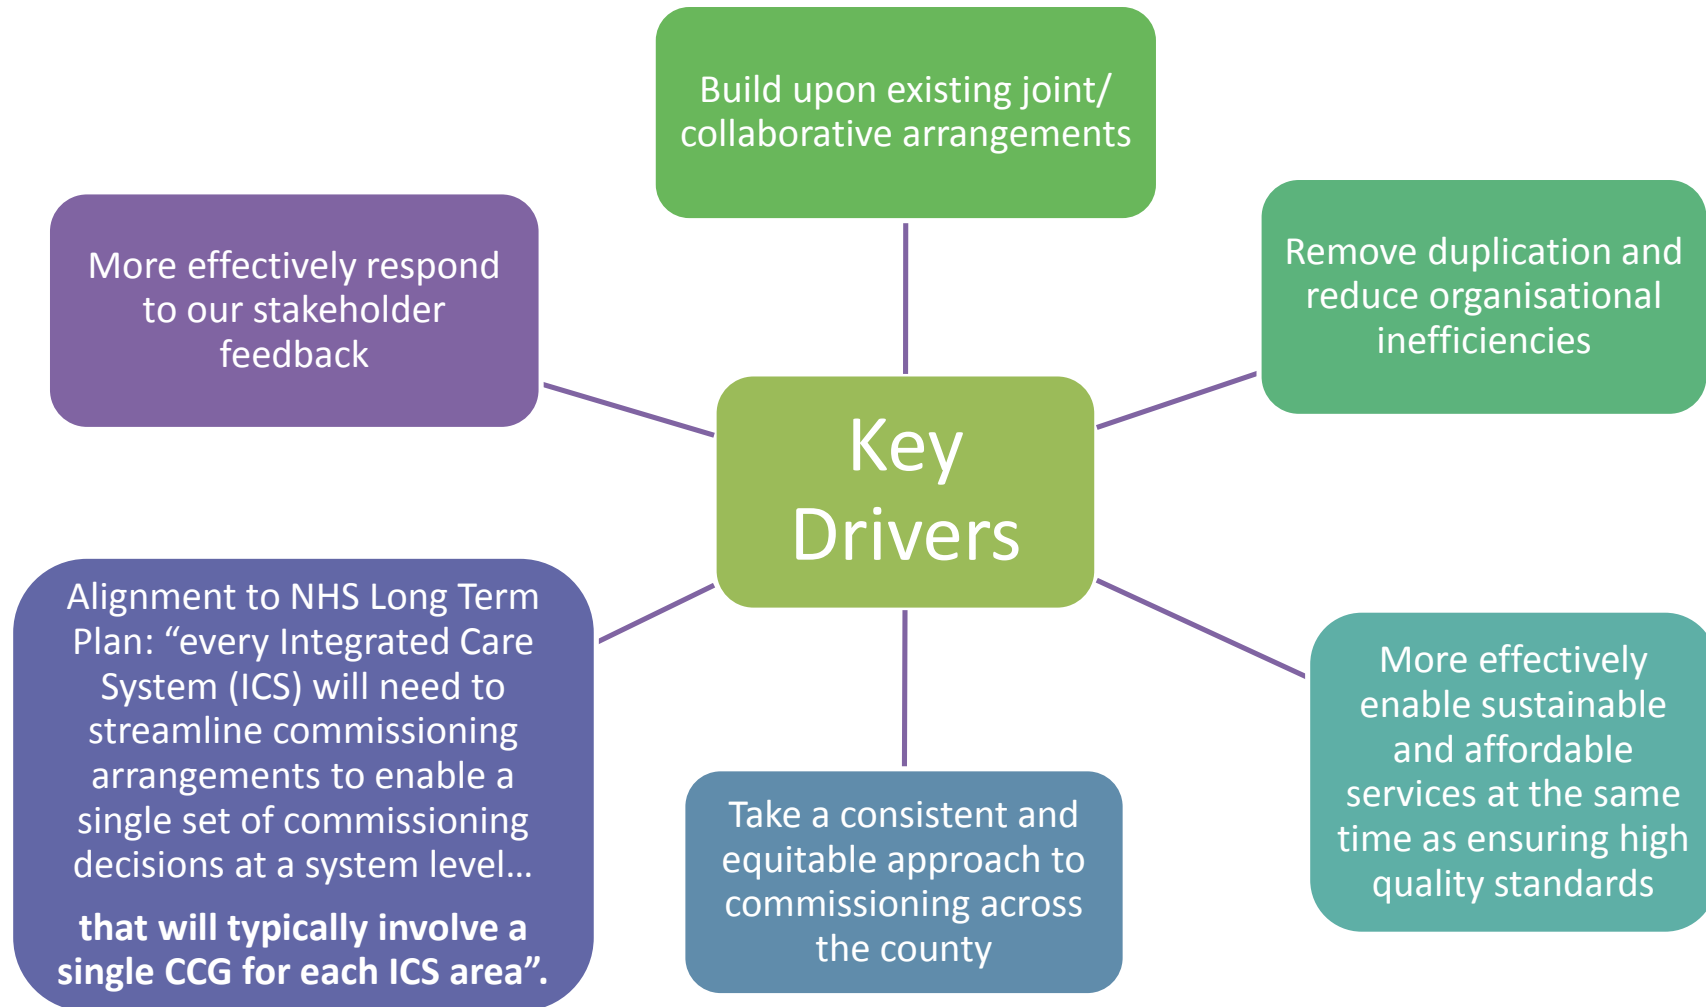 Build upon existing joint/
collaborative arrangements
More effectively respond
to our stakeholder
feedback
Remove duplication and
reduce organisational
inefficiencies
Key
Drivers
Alignment to NHS Long Term
Plan: “every Integrated Care
System (ICS) will need to
streamline commissioning
arrangements to enable a
single set of commissioning
decisions at a system level…
that will typically involve a
single CCG for each ICS area”.
Take a consistent and
equitable approach to
commissioning across
the county
More effectively
enable sustainable
and affordable
services at the same
time as ensuring high
quality standards